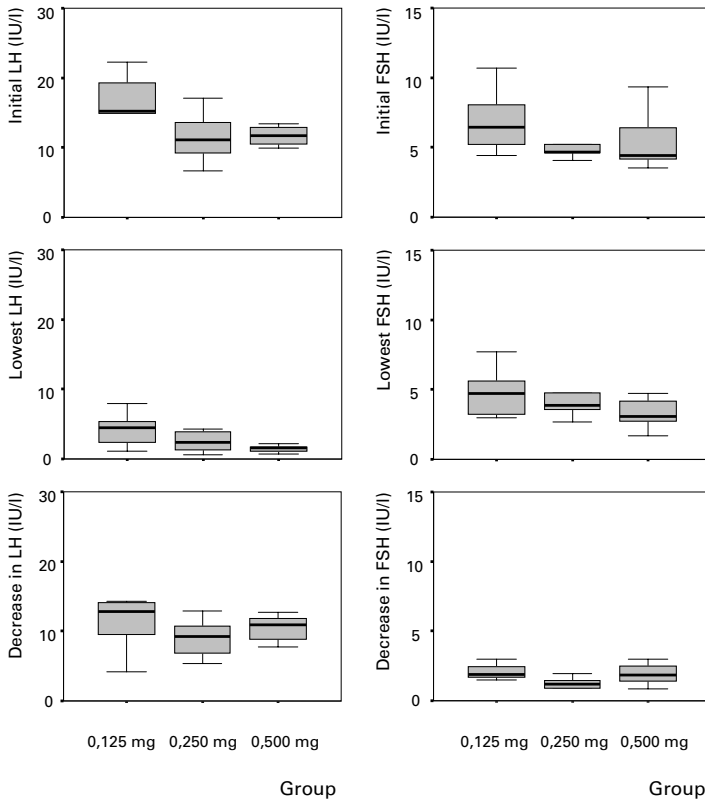 Initial LH (IU/l)
30
20
10
0
Initial FSH (IU/l)
15
10
5
0
Lowest LH (IU/l)
30
20
10
0
Lowest FSH (IU/l)
15
10
5
0
Decrease in LH (IU/l)
30
20
10
0
0,125 mg 0,250 mg 0,500 mg
Group
Decrease in FSH (IU/l)
15
10
5
0
0,125 mg 0,250 mg 0,500 mg
Group